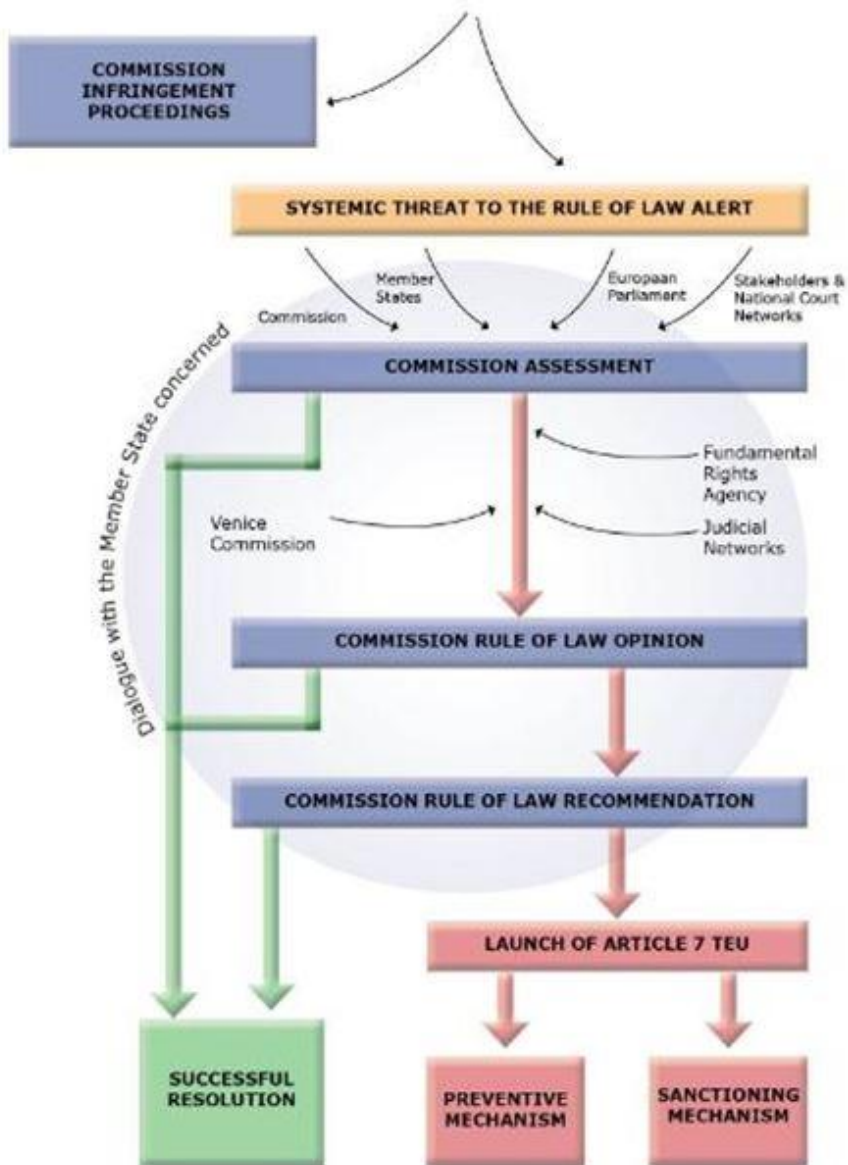 COMMISSION
INFRINGEMENT
PROCEEDINGS
SYSTEMIC THREAT TO THE RULE OF LAW ALERT
Commission
Member
States
Europaan
Parliament
Stakeholders &
National Court
Networks
Dialogue with the Member State concerned
COMMISSION ASSESSMENT
Fundamental
Rights
Agency
Venice
Commission
Judicial
Networks
COMMISSION RULE OF LAW OPINION
COMMISSION RULE OF LAW RECOMMENDATION
LAUNCH OF ARTICLE 7 TEU
SUCCESSFUL
RESOLUTION
PREVENTIVE
MECHANISM
SANCTIONING
MECHANISM